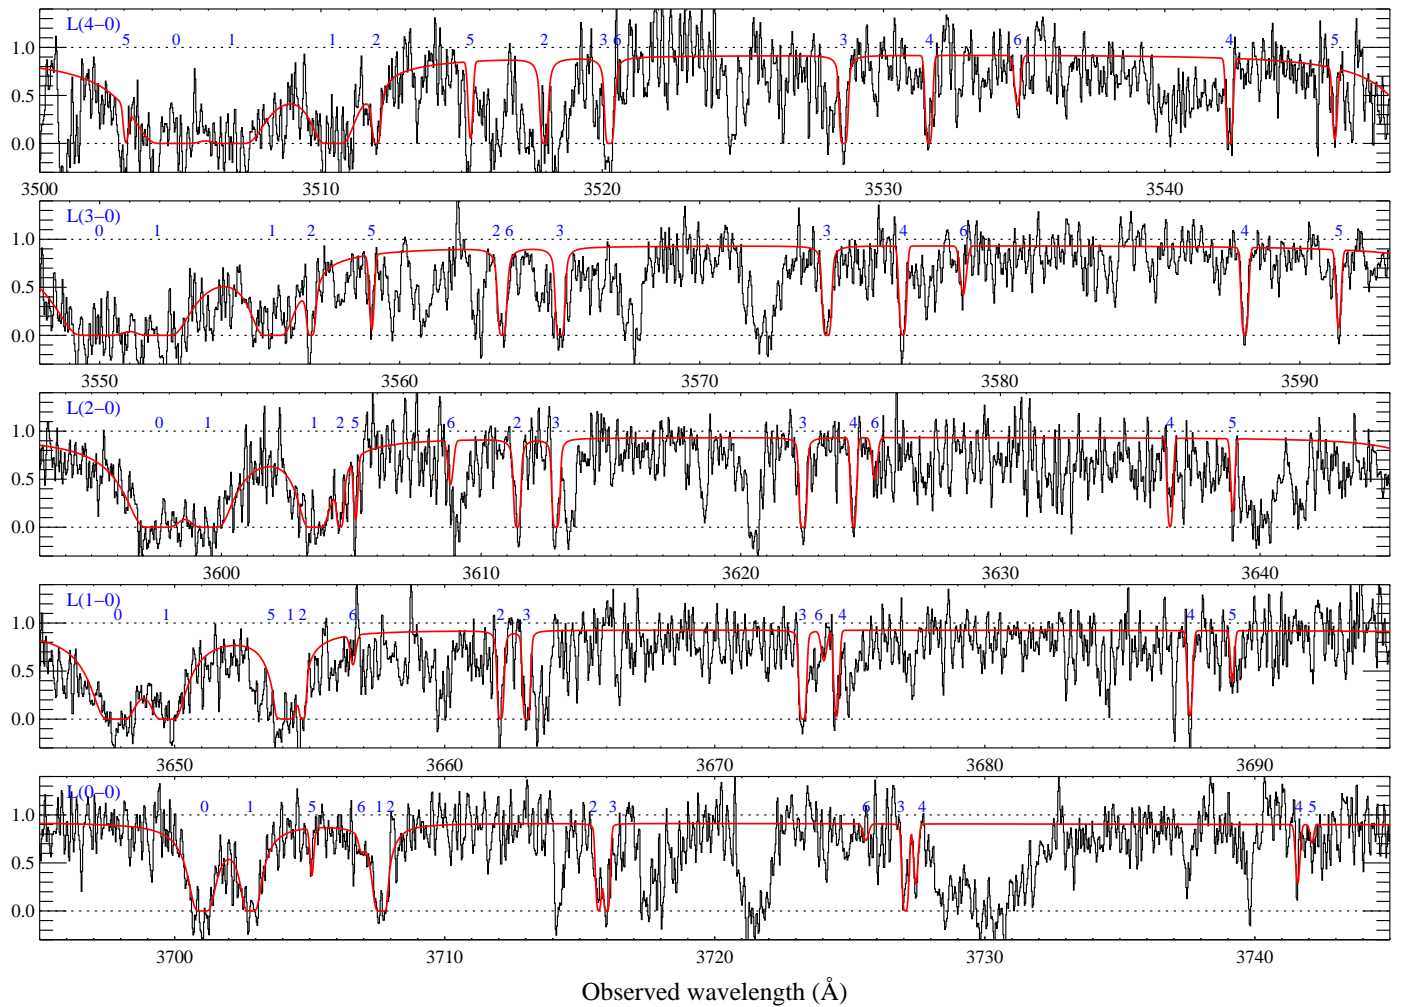 L(4–0)
5 0 1 1 2 5 2 3 6 3 4 6 4 5
1.0
0.5
0.0
3500 3510 3520 3530 3540
L(3–0)
0 1 1 2 5 2 6 3 3 4 6 4 5
1.0
0.5
0.0
3550 3560 3570 3580 3590
L(2–0)
0 1 1 2 5 6 2 3 3 4 6 4 5
1.0
0.5
0.0
3600 3610 3620 3630 3640
L(1–0)
0 1 5 1 2 6 2 3 3 6 4 4 5
1.0
0.5
0.0
3650 3660 3670 3680 3690
L(0–0)
0 1 5 6 1 2 2 3 6 3 4 4 5
1.0
0.5
0.0
3700 3710 3720 3730 3740
Observed wavelength (Å)